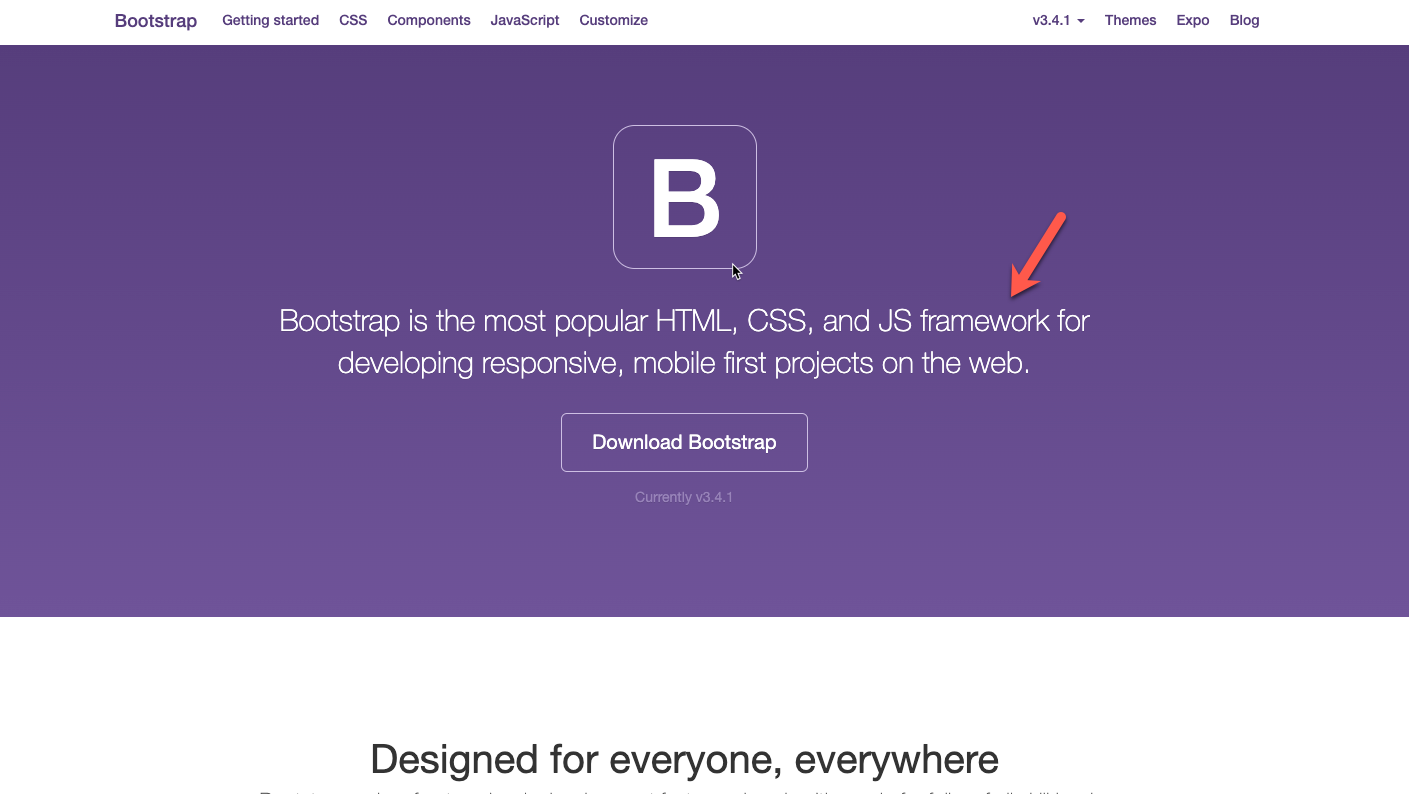 Bootstrap Getting started CSS Components JavaScript Customize v3.4.1 Themes Expo Blog
B
Bootstrap is the most popular HTML, CSS, and JS framework for
developing responsive, mobile first projects on the web.
Download Bootstrap
Currently v3.4.1
Designed for everyone, everywhere